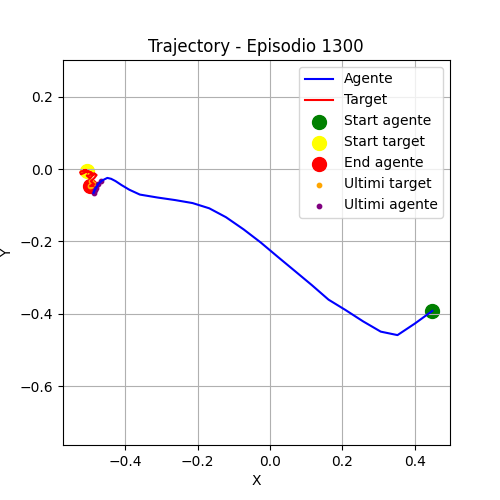 Trajectory - Episodio 1300
Agente
Target
Start agente
Start target
End agente
Ultimi target
Ultimi agente
0.2
0.0
−0.2
−0.4
−0.6
Y
−0.4
−0.2
0.0
0.2
0.4
X